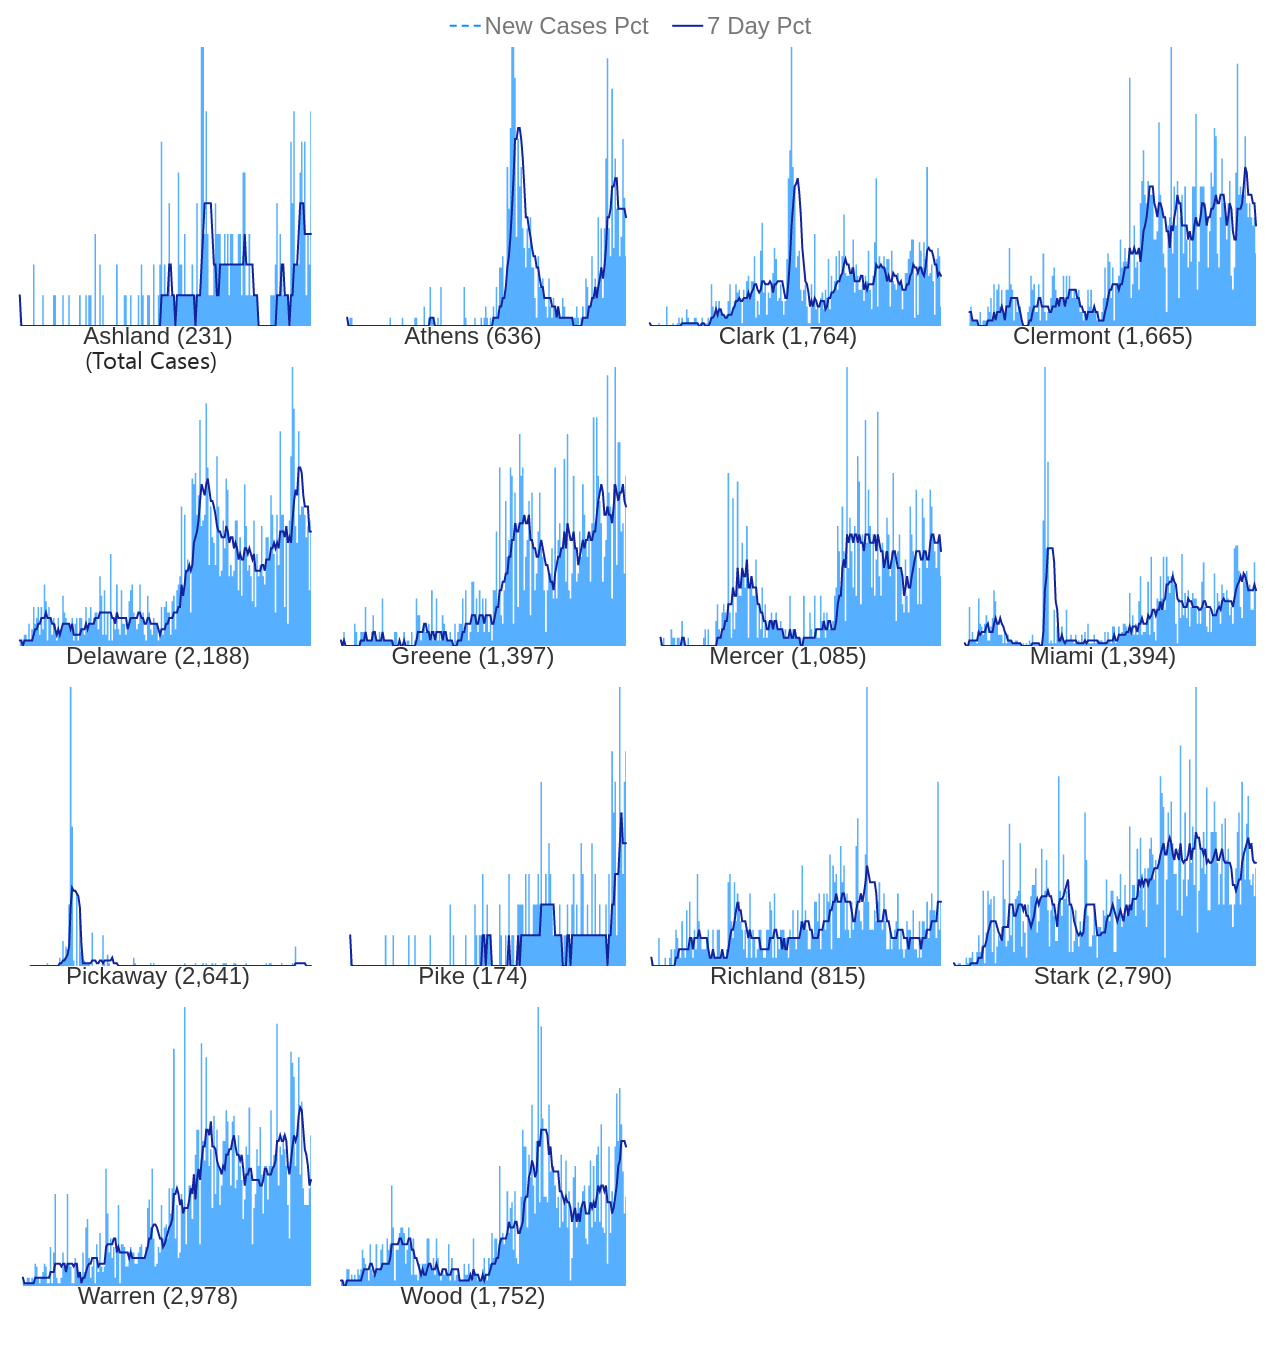 New Cases Pct 7 Day Pct
Ashland (231)
(Total Cases)
Athens (636)
Clark (1,764)
Clermont (1,665)
Delaware (2,188)
Greene (1,397)
Mercer (1,085)
Miami (1,394)
Pickaway (2,641)
Pike (174)
Richland (815)
Stark (2,790)
Warren (2,978)
Wood (1,752)